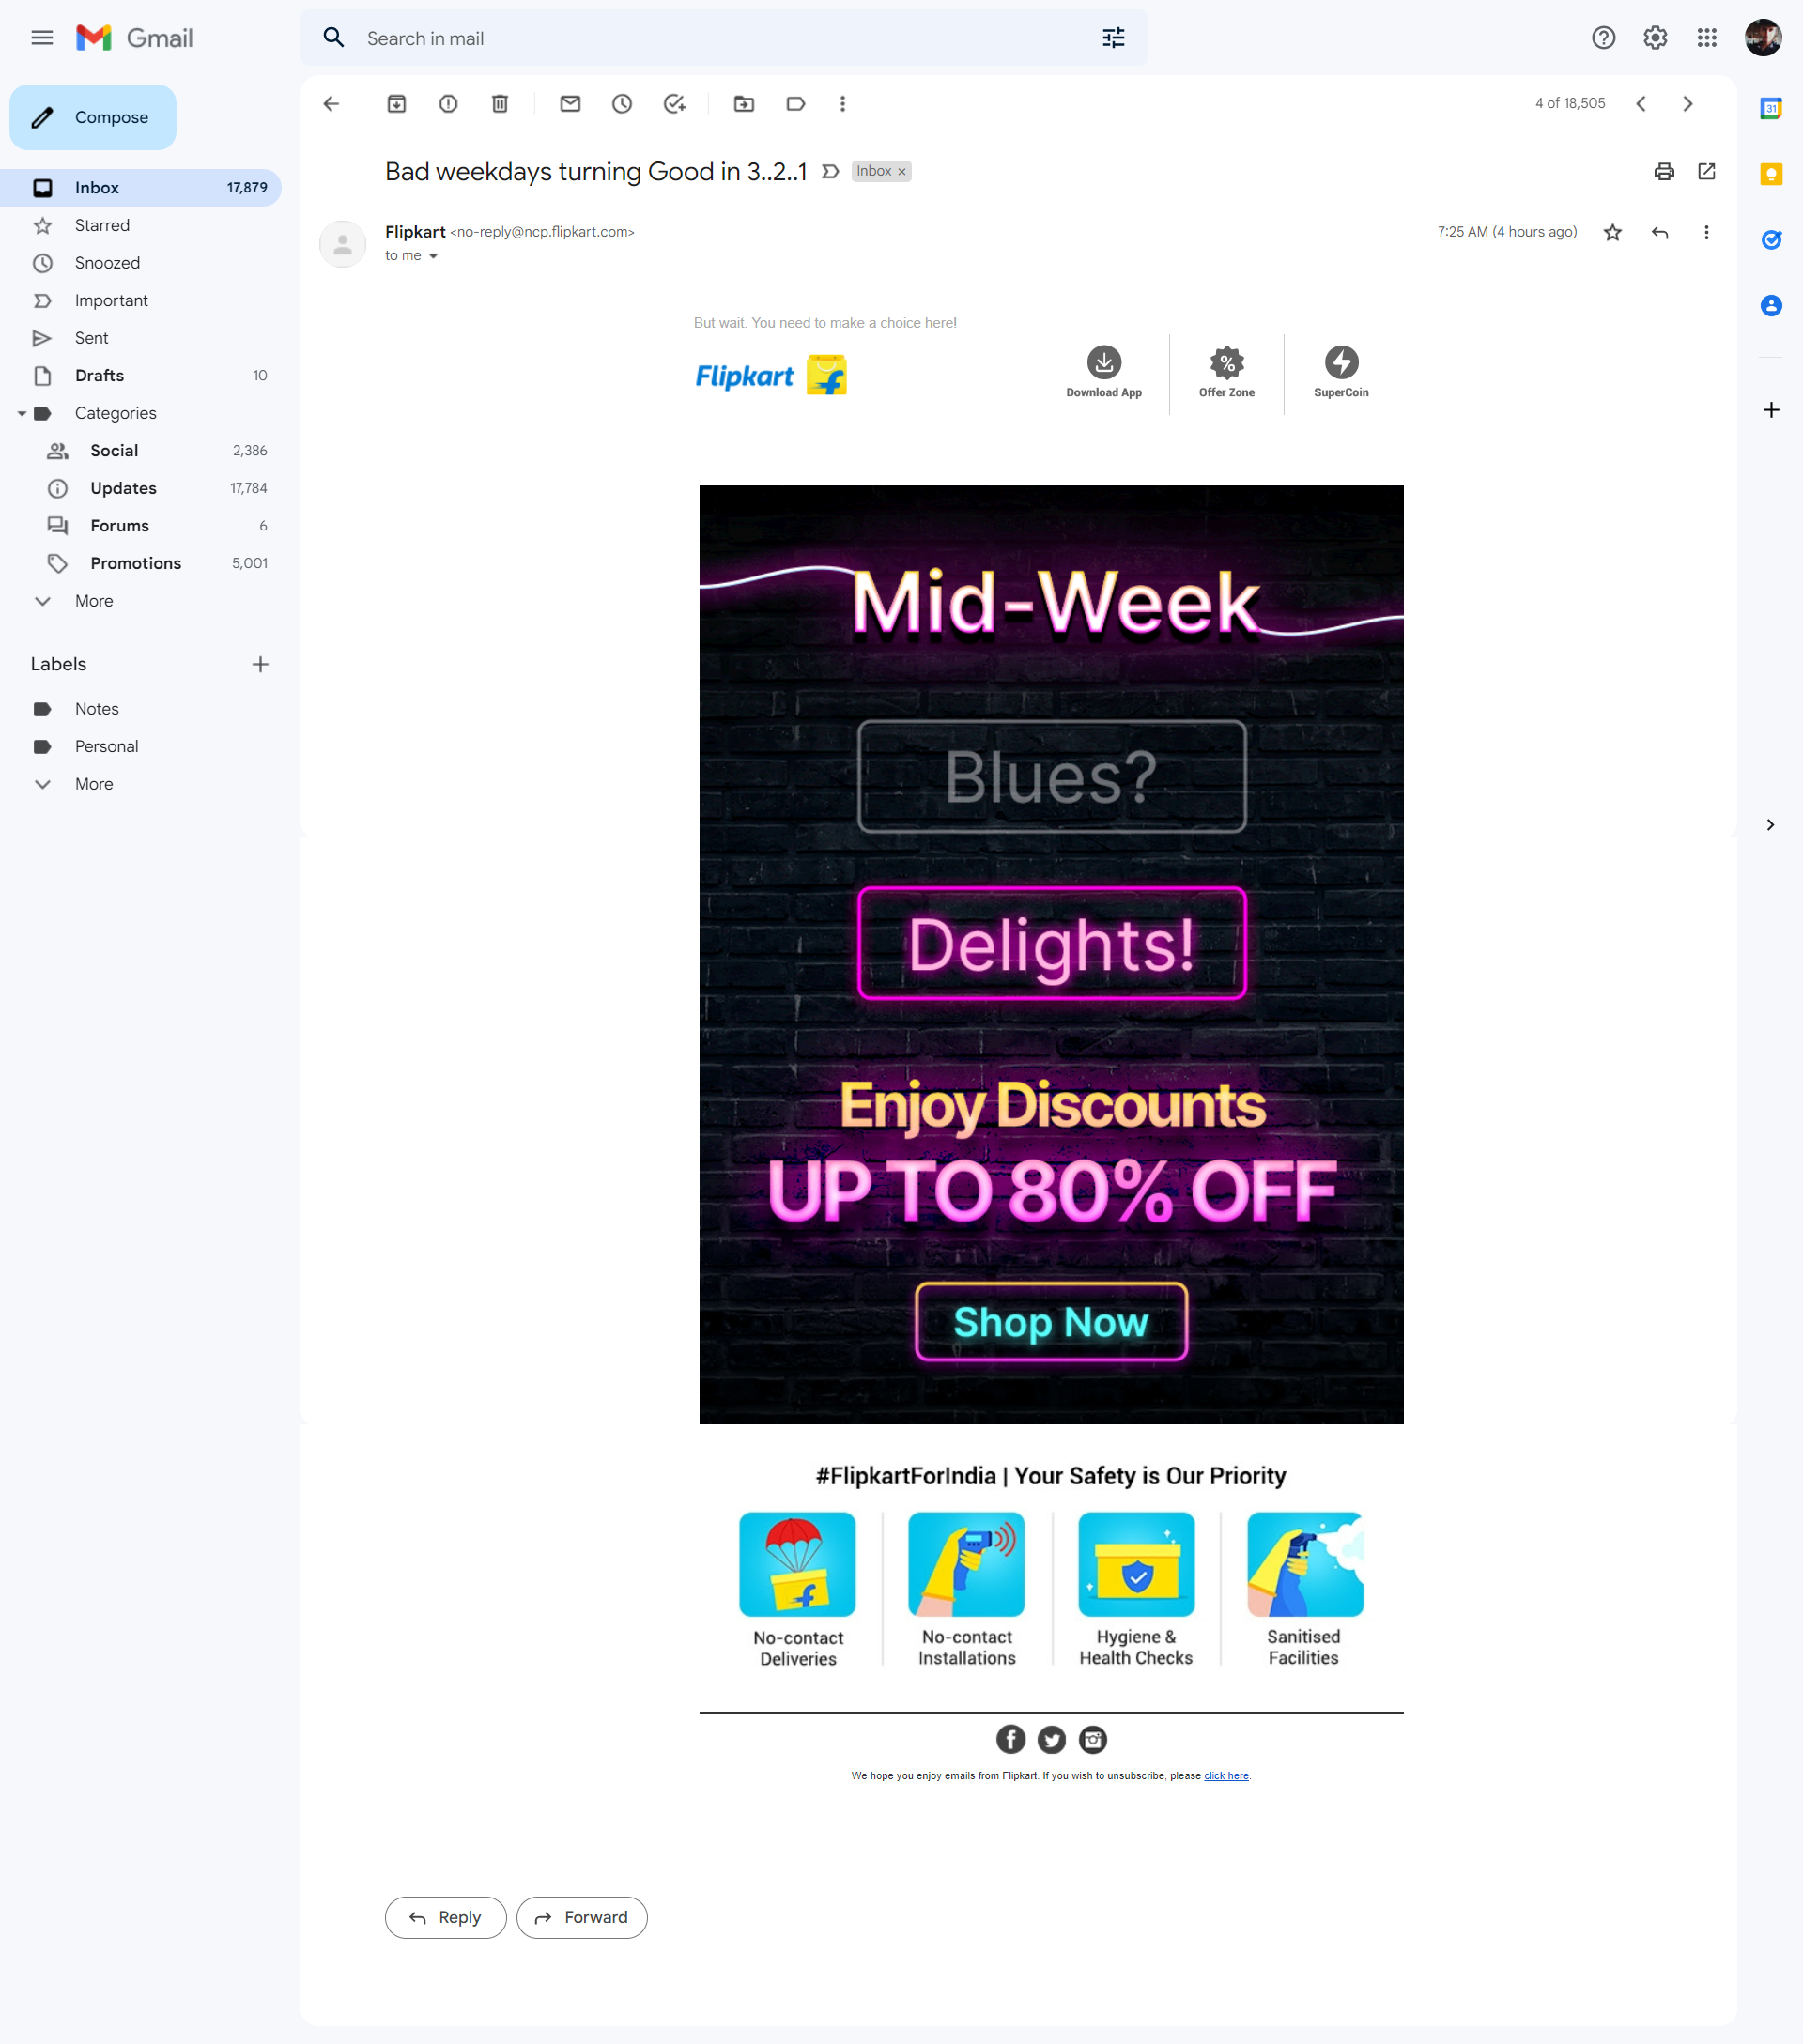 Gmail
Search in mail
Compose
4 of 18,505
31
Inbox 17,879
Starred
Snoozed
Important
Sent
Drafts 10
Categories
Social 2,386
Updates 17,784
Forums 6
Promotions 5,001
More
Labels
Notes
Personal
More
Bad weekdays turning Good in 3..2..1 Inbox ×
Flipkart <no-reply@ncp.flipkart.com> 7:25 AM (4 hours ago)
to me
But wait. You need to make a choice here!
Flipkart
Download App
Offer Zone
SuperCoin
Mid-Week
Blues?
Delights!
Enjoy Discounts
UP TO 80% OFF
Shop Now
#FlipkartForIndia | Your Safety is Our Priority
No-contact
Deliveries
No-contact
Installations
Hygiene &
Health Checks
Sanitised
Facilities
We hope you enjoy emails from Flipkart. If you wish to unsubscribe, please click here.
Reply
Forward